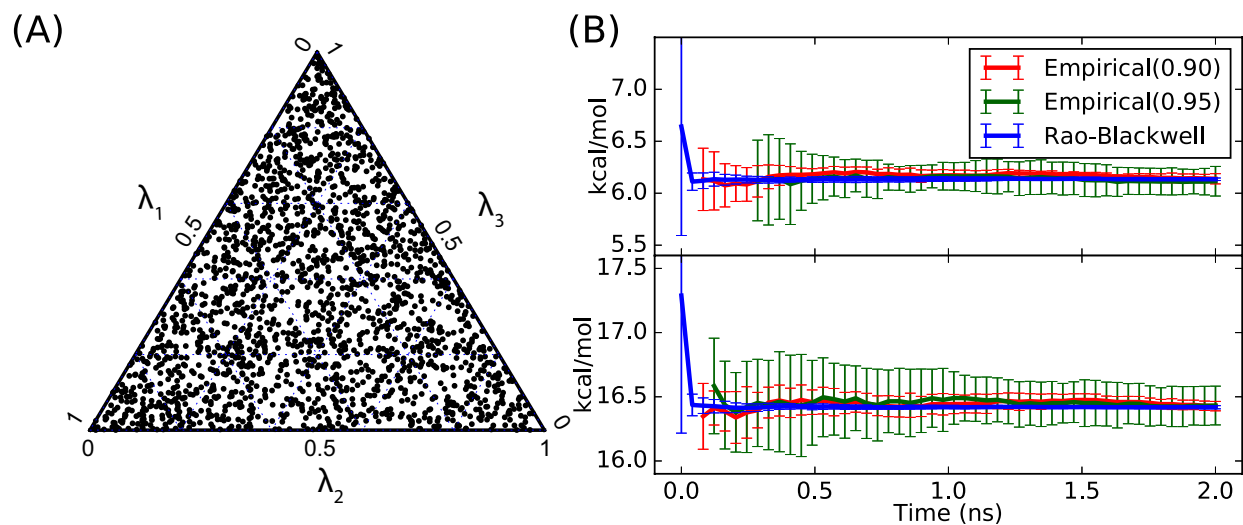 (A)
0 1
λ1
0.5
λ3
0.5
1
0
0
0.5
1
λ2
(B)
kcal/mol
7.0
6.5
6.0
5.5
Empirical(0.90)
Empirical(0.95)
Rao-Blackwell
kcal/mol
17.5
17.0
16.5
16.0
0.0 0.5 1.0 1.5 2.0
Time (ns)